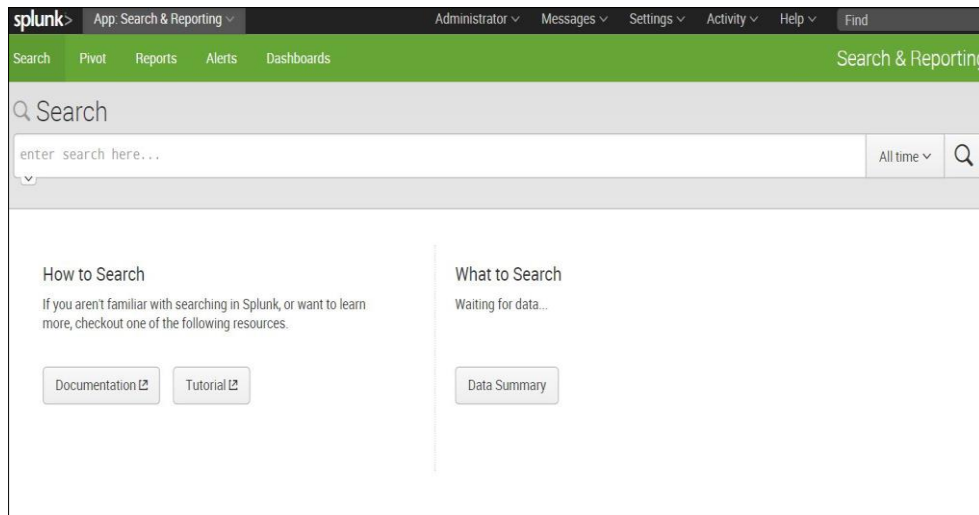 splunk> App: Search & Reporting Administrator Messages Settings Activity Help Find
Search Pivot Reports Alerts Dashboards Search & Reporting
Search
enter search here... All time
How to Search
If you aren't familiar with searching in Splunk, or want to learn
more, checkout one of the following resources.
Documentation Tutorial
What to Search
Waiting for data...
Data Summary